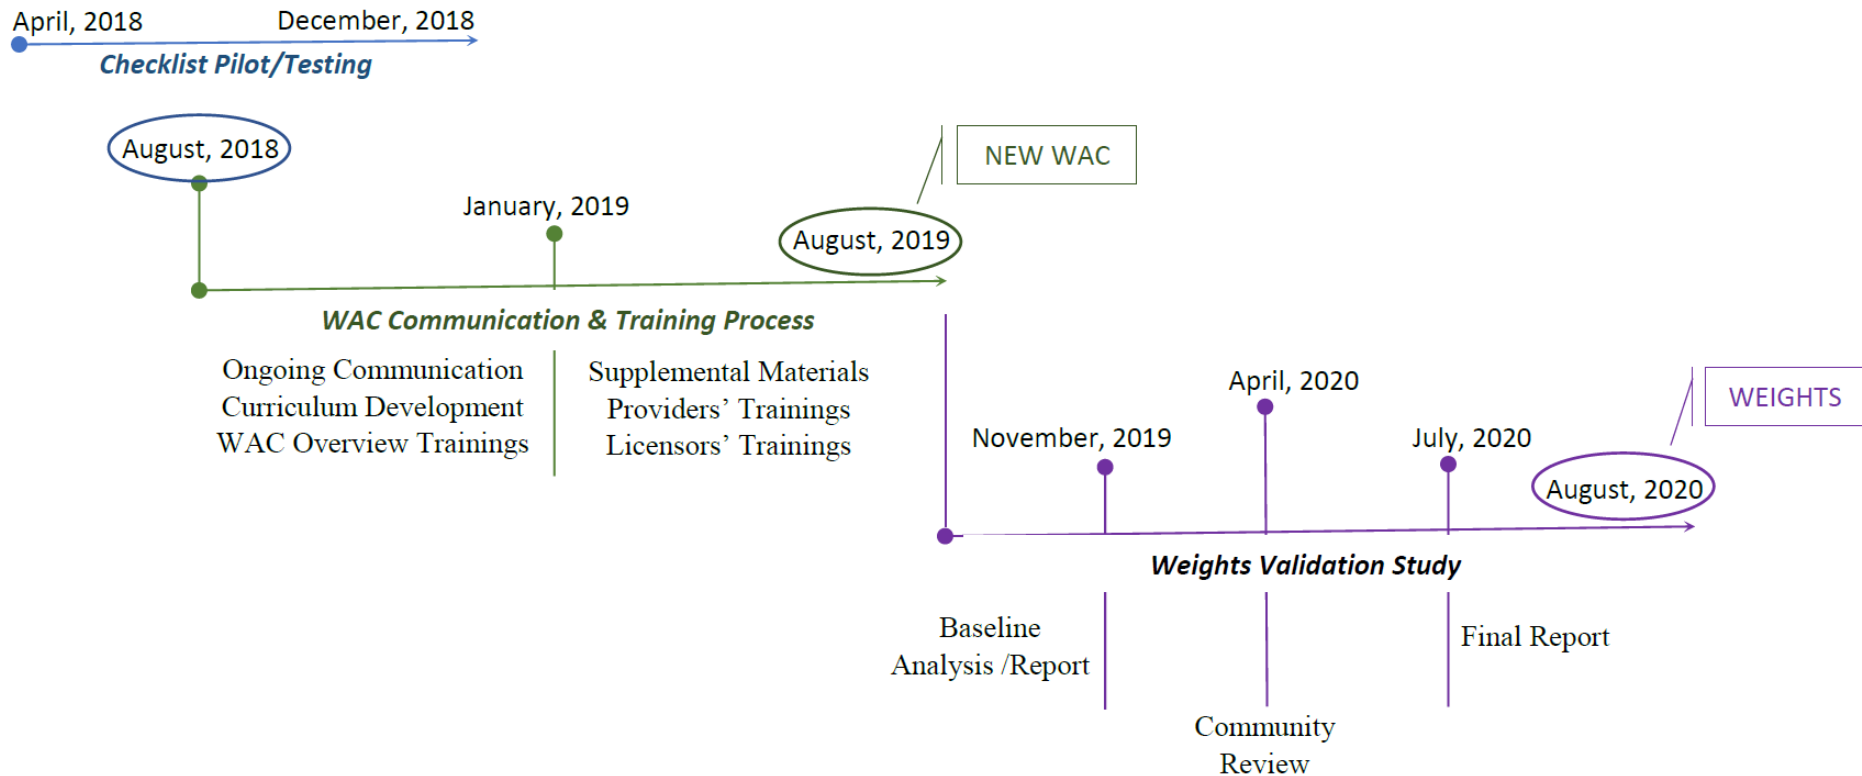 April, 2018
December, 2018
Checklist Pilot/Testing
August, 2018
NEW WAC
January, 2019
August, 2019
WAC Communication & Training Process
Ongoing Communication
Curriculum Development
WAC Overview Trainings
Supplemental Materials
Providers’ Trainings
Licensors’ Trainings
WEIGHTS
April, 2020
November, 2019
July, 2020
August, 2020
Weights Validation Study
Baseline
Analysis /Report
Community
Review
Final Report